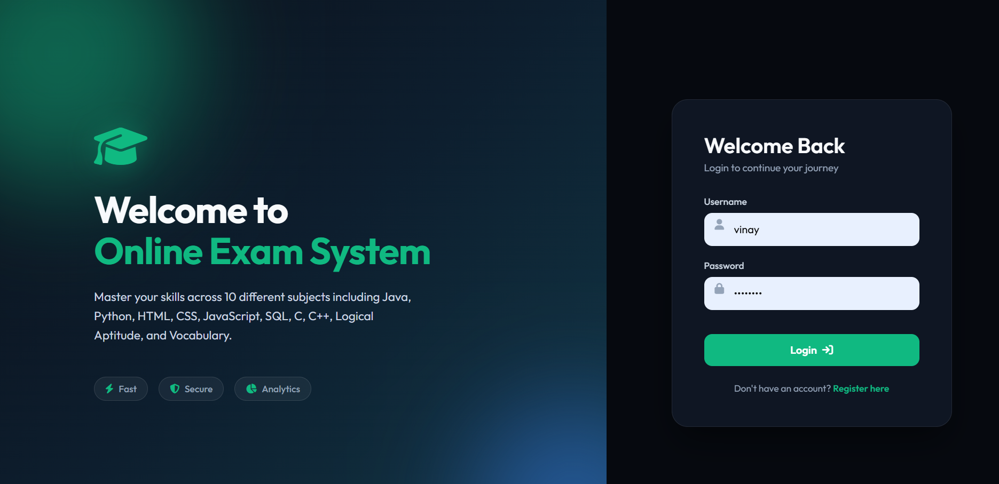 Welcome to
Online Exam System
Master your skills across 10 different subjects including Java,
Python, HTML, CSS, JavaScript, SQL, C, C++, Logical
Aptitude, and Vocabulary.
Fast
Secure
Analytics
Welcome Back
Login to continue your journey
Username
vinay
Password
••••••••
Login
Don't have an account? Register here